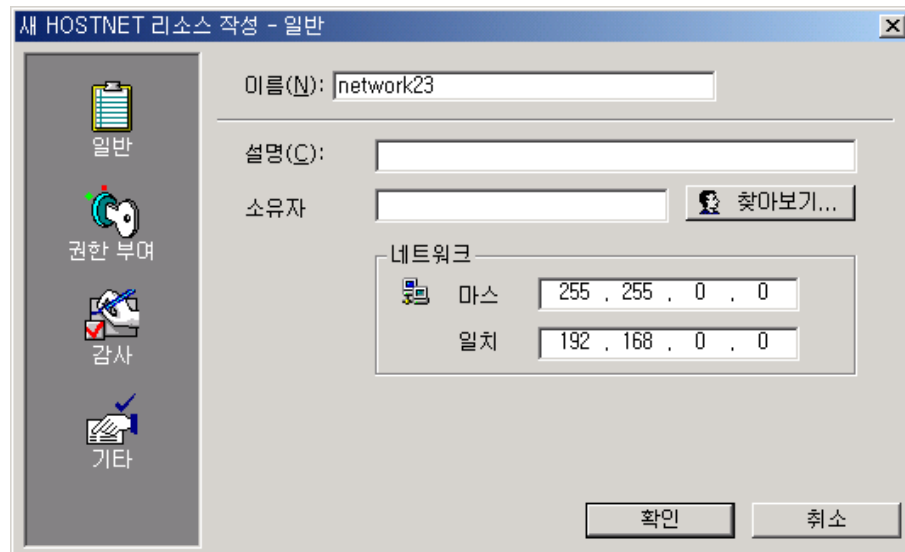 새 HOSTNET 리소스 작성 - 일반
이름(N): network23
일반
설명(C):
소유자 찾아보기...
권한 부여
네트워크
마스 255 . 255 . 0 . 0
일치 192 . 168 . 0 . 0
감사
기타
확인 취소